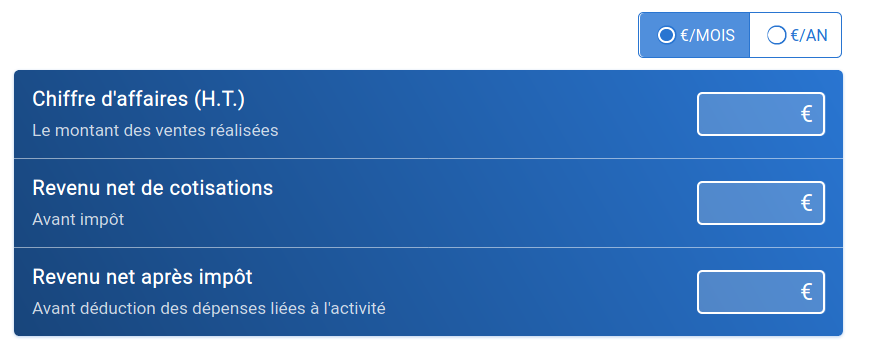 €/MOIS €/AN
Chiffre d'affaires (H.T.)
Le montant des ventes réalisées
€
Revenu net de cotisations
Avant impôt
€
Revenu net après impôt
Avant déduction des dépenses liées à l'activité
€